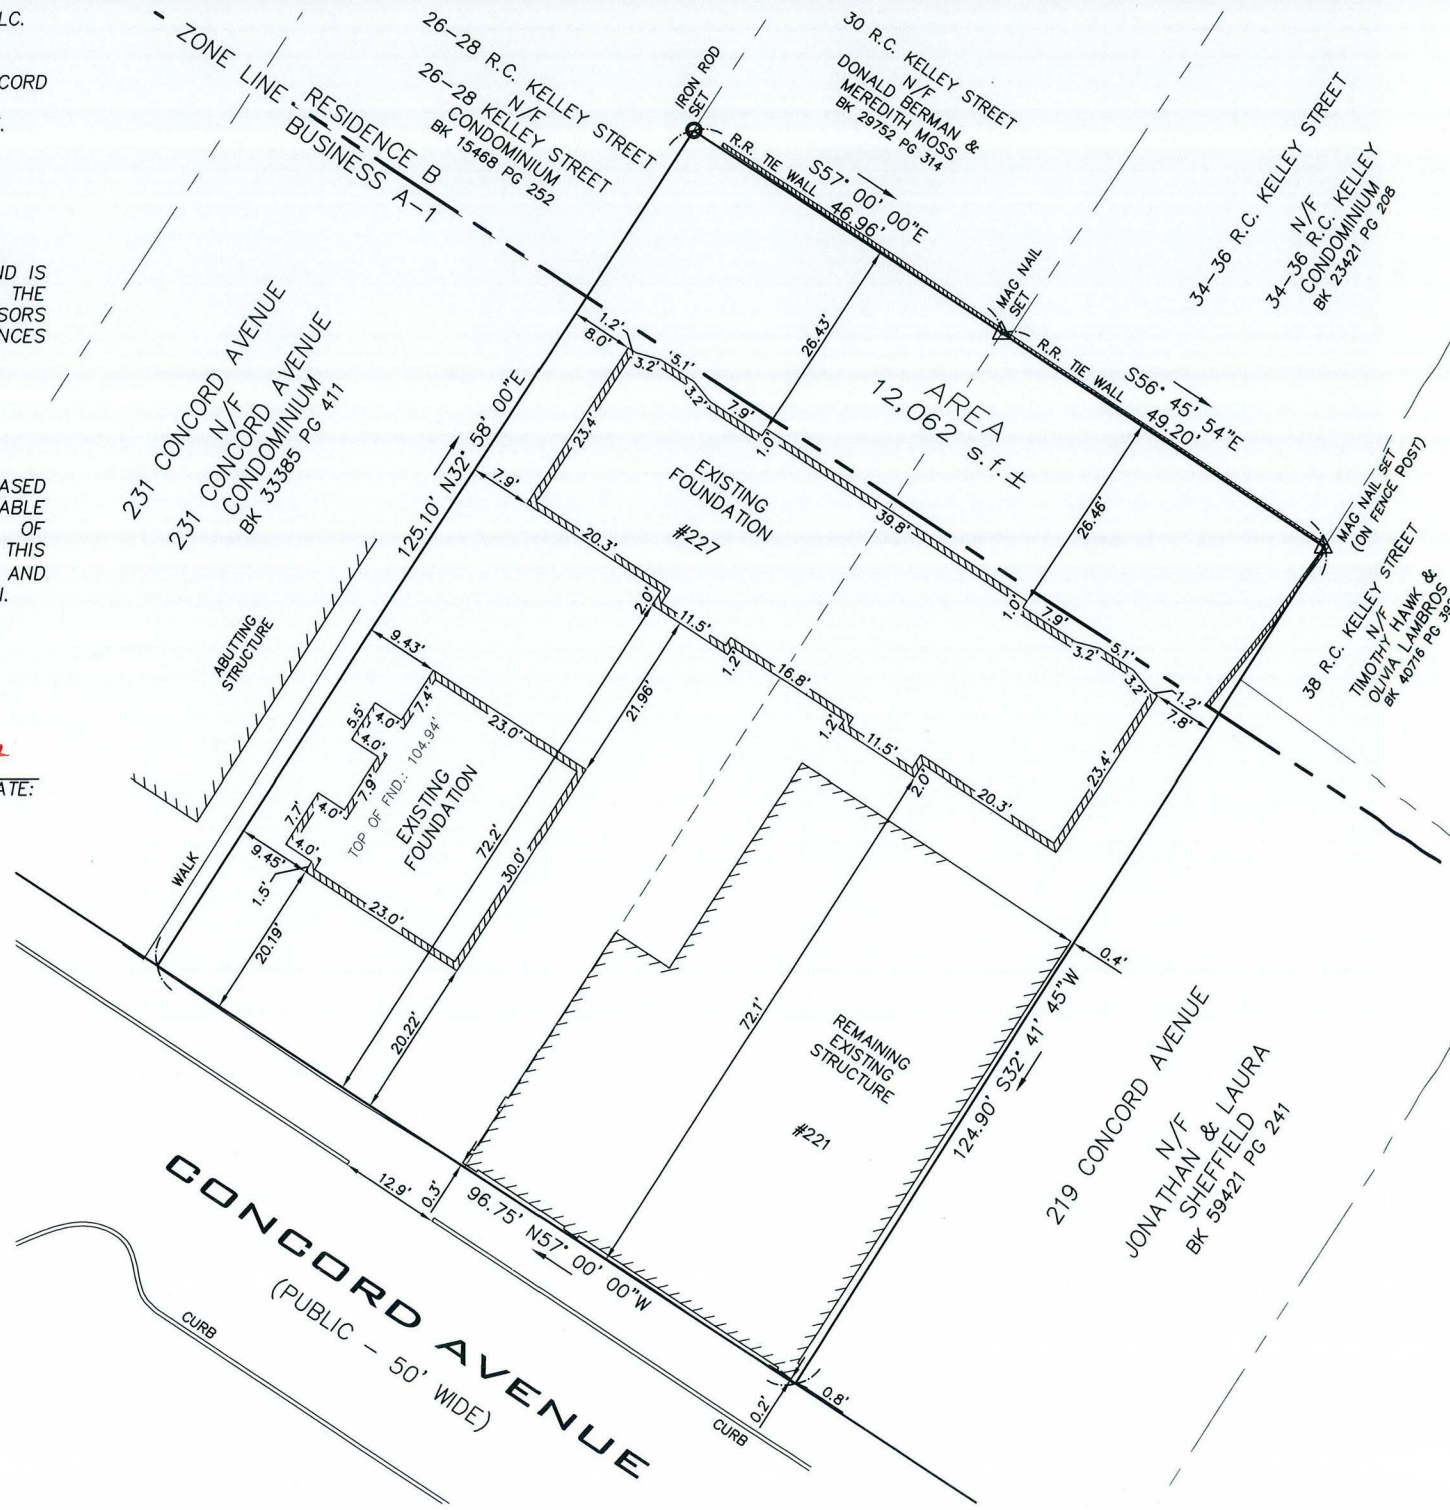 LC.
CORD
ND IS
THE
SORS
NCES
ASED
ABLE
OF
THIS
AND
ATE:
ZONE LINE
RESIDENCE B
BUSINESS A-1
26-28 R.C. KELLEY STREET
N/F
26-28 KELLEY STREET
CONDOMINIUM
BK 15468 PG 252
IRON ROD
SET
30 R.C. KELLEY STREET
N/F
DONALD BERMAN &
MEREDITH MOSS
BK 29752 PG 314
R.R. TIE WALL
S57° 00' 00"E
46.96'
MAG NAIL
SET
34-36 R.C. KELLEY STREET
N/F
34-36 R.C. KELLEY
CONDOMINIUM
BK 23421 PG 208
R.R. TIE WALL
S56° 45' 54"E
49.20'
MAG NAIL SET
(ON FENCE POST)
38 R.C. KELLEY STREET
N/F
TIMOTHY HAWK &
OLIVIA LAMBROS
BK 40716 PG
231 CONCORD AVENUE
N/F
231 CONCORD AVENUE
CONDOMINIUM
BK 33385 PG 411
125.10' N32° 58' 00"E
AREA
12,062 s.f.±
26.43'
26.46'
1.2'
8.0'
3.2'
5.1'
3.2'
7.9'
1.0'
39.8'
1.0'
7.9'
3.2'
5.1'
3.2'
1.2'
7.8'
23.4'
7.9'
EXISTING
FOUNDATION
#227
20.3'
2.0'
11.5'
1.2'
16.8'
1.2'
11.5'
2.0'
20.3'
23.4'
ABUTTING
STRUCTURE
WALK
9.43'
7.4'
4.0'
5.5'
4.0'
7.9'
4.0'
7.7'
4.0'
9.45'
1.5'
23.0'
21.96'
TOP OF FND.: 104.94'
EXISTING
FOUNDATION
72.2'
30.0'
23.0'
20.19'
20.22'
72.1'
REMAINING
EXISTING
STRUCTURE
#221
0.4'
124.90' S32° 41' 45"W
219 CONCORD AVENUE
N/F
JONATHAN & LAURA
SHEFFIELD
BK 59421 PG 241
12.9'
0.3'
96.75' N57° 00' 00"W
0.2'
0.8'
CONCORD AVENUE
(PUBLIC - 50' WIDE)
CURB
CURB